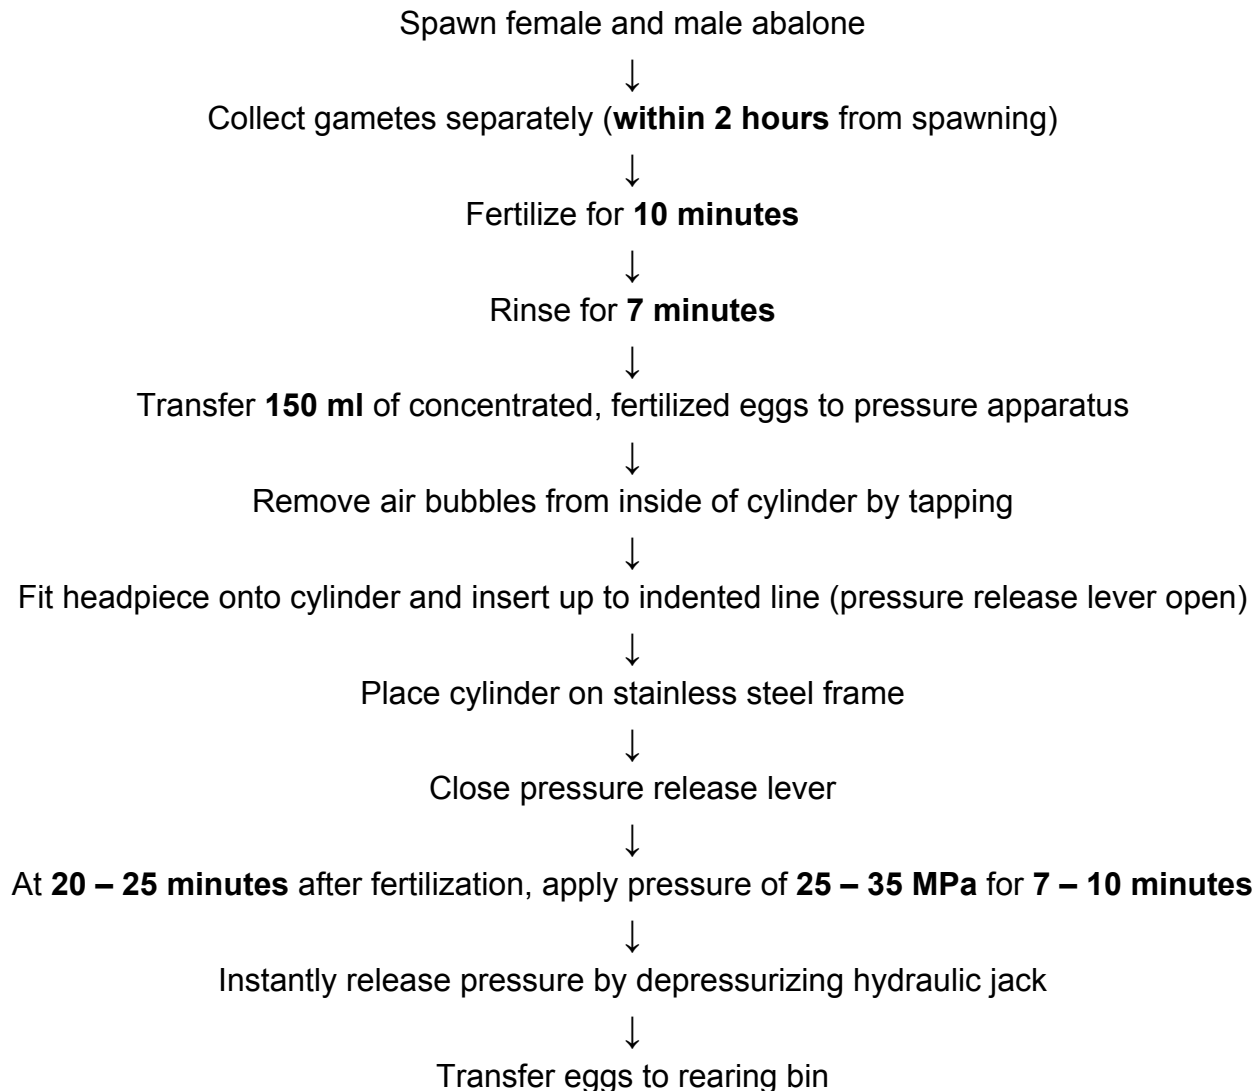 Spawn female and male abalone
↓
Collect gametes separately (within 2 hours from spawning)
↓
Fertilize for 10 minutes
↓
Rinse for 7 minutes
↓
Transfer 150 ml of concentrated, fertilized eggs to pressure apparatus
↓
Remove air bubbles from inside of cylinder by tapping
↓
Fit headpiece onto cylinder and insert up to indented line (pressure release lever open)
↓
Place cylinder on stainless steel frame
↓
Close pressure release lever
↓
At 20 – 25 minutes after fertilization, apply pressure of 25 – 35 MPa for 7 – 10 minutes
↓
Instantly release pressure by depressurizing hydraulic jack
↓
Transfer eggs to rearing bin